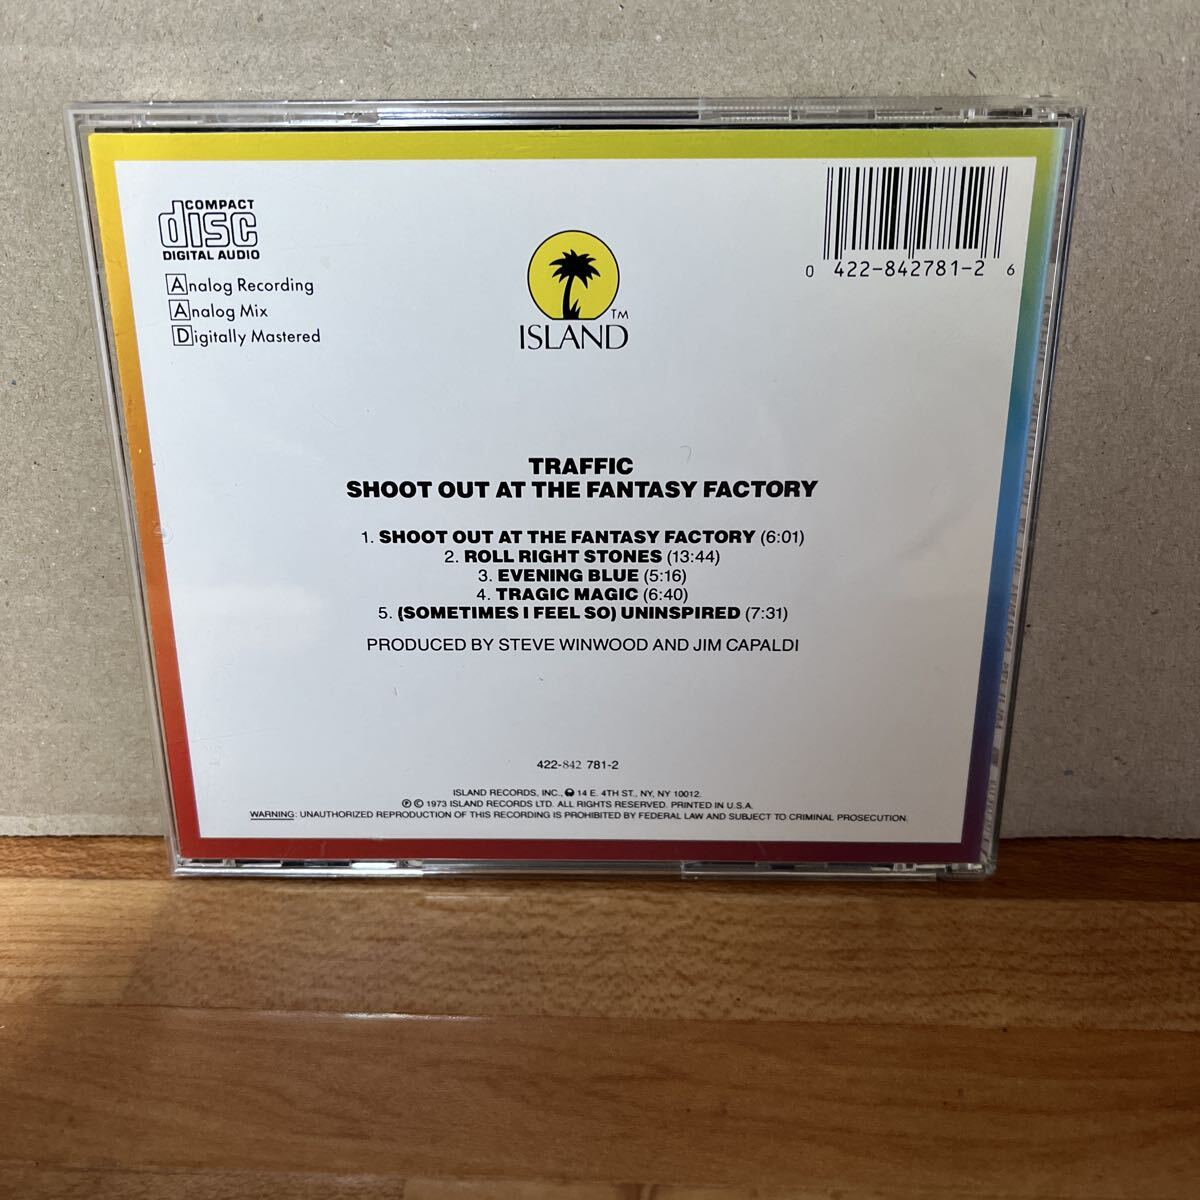 COMPACT
disc
DIGITAL AUDIO
Analog Recording
Analog Mix
Digitally Mastered
TM
ISLAND
0 422-842781-2 6
TRAFFIC
SHOOT OUT AT THE FANTASY FACTORY
1. SHOOT OUT AT THE FANTASY FACTORY (6:01)
2. ROLL RIGHT STONES (13:44)
3. EVENING BLUE (5:16)
4. TRAGIC MAGIC (6:40)
5. (SOMETIMES I FEEL SO) UNINSPIRED (7:31)
PRODUCED BY STEVE WINWOOD AND JIM CAPALDI
422-842 781-2
ISLAND RECORDS, INC., 14 E. 4TH ST., NY, NY 10012.
℗ © 1973 ISLAND RECORDS LTD. ALL RIGHTS RESERVED. PRINTED IN U.S.A.
WARNING: UNAUTHORIZED REPRODUCTION OF THIS RECORDING IS PROHIBITED BY FEDERAL LAW AND SUBJECT TO CRIMINAL PROSECUTION.